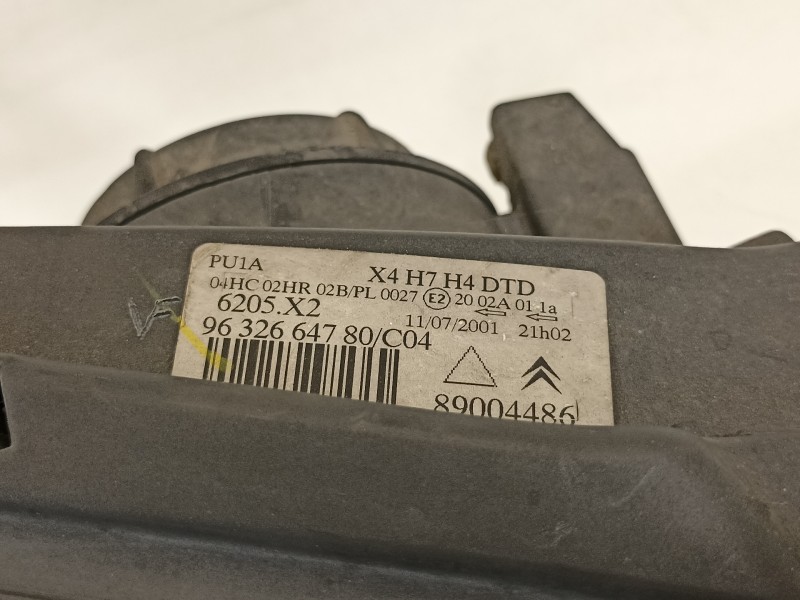 PU1A X4 H7 H4 DTD
04HC 02HR 02B/PL 0027 E2 20 02A 01 1a
6205.X2 11/07/2001 21h02
96 326 647 80/C04
89004486